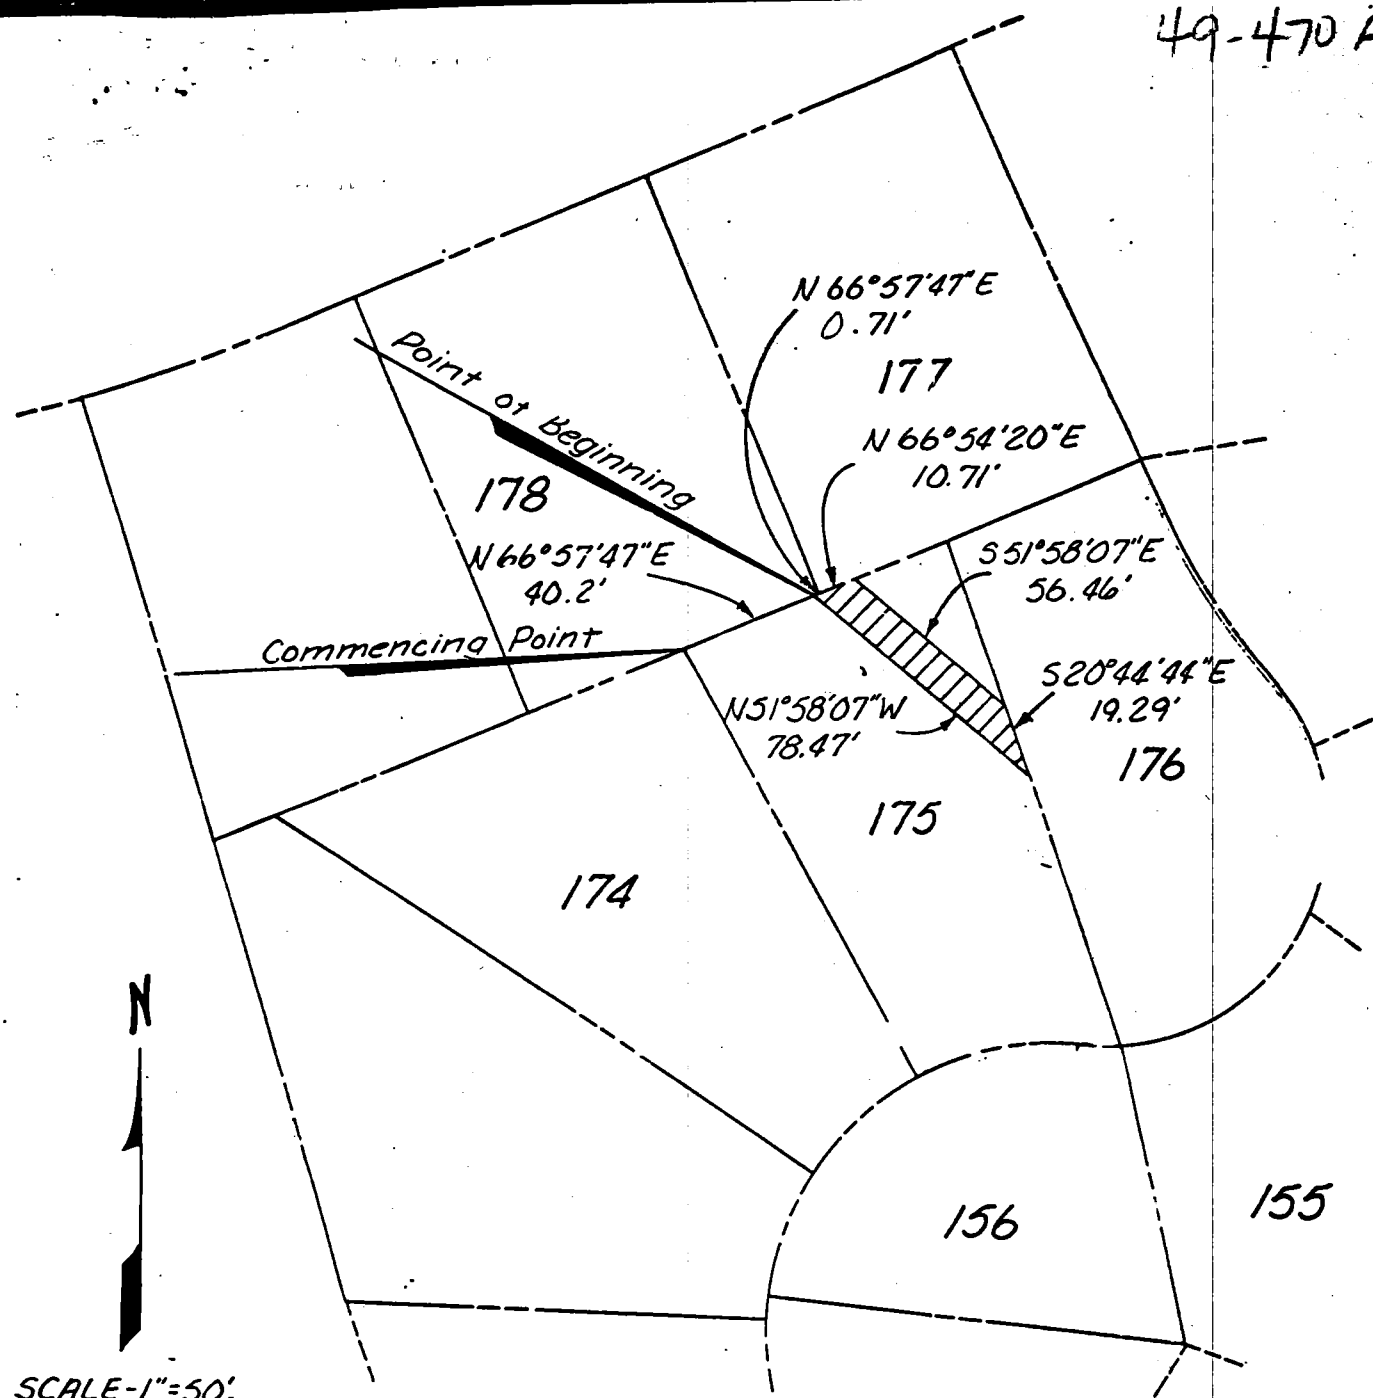 49-470
N 66°57'47"E
0.71'
Point of Beginning
177
N 66°54'20"E
10.71'
178
N 66°57'47"E
40.2'
S 51°58'07"E
56.46'
Commencing Point
S20°44'44"E
19.29'
N51°58'07"W
78.47'
176
175
174
N
155
156
SCALE-1"=50'